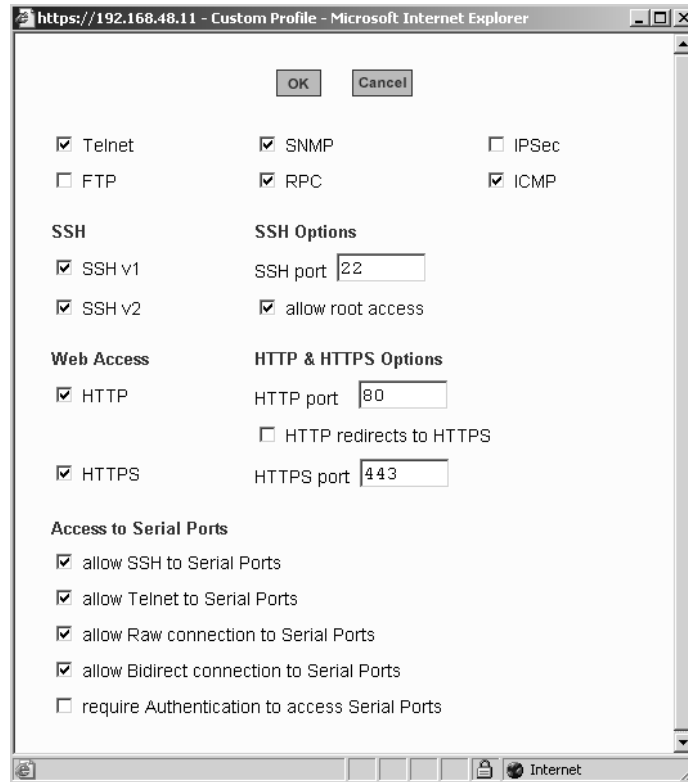 https://192.168.48.11 - Custom Profile - Microsoft Internet Explorer
OK Cancel
Telnet SNMP IPSec
FTP RPC ICMP
SSH SSH Options
SSH v1 SSH port 22
SSH v2 allow root access
Web Access HTTP & HTTPS Options
HTTP HTTP port 80
HTTP redirects to HTTPS
HTTPS HTTPS port 443
Access to Serial Ports
allow SSH to Serial Ports
allow Telnet to Serial Ports
allow Raw connection to Serial Ports
allow Bidirect connection to Serial Ports
require Authentication to access Serial Ports
Internet